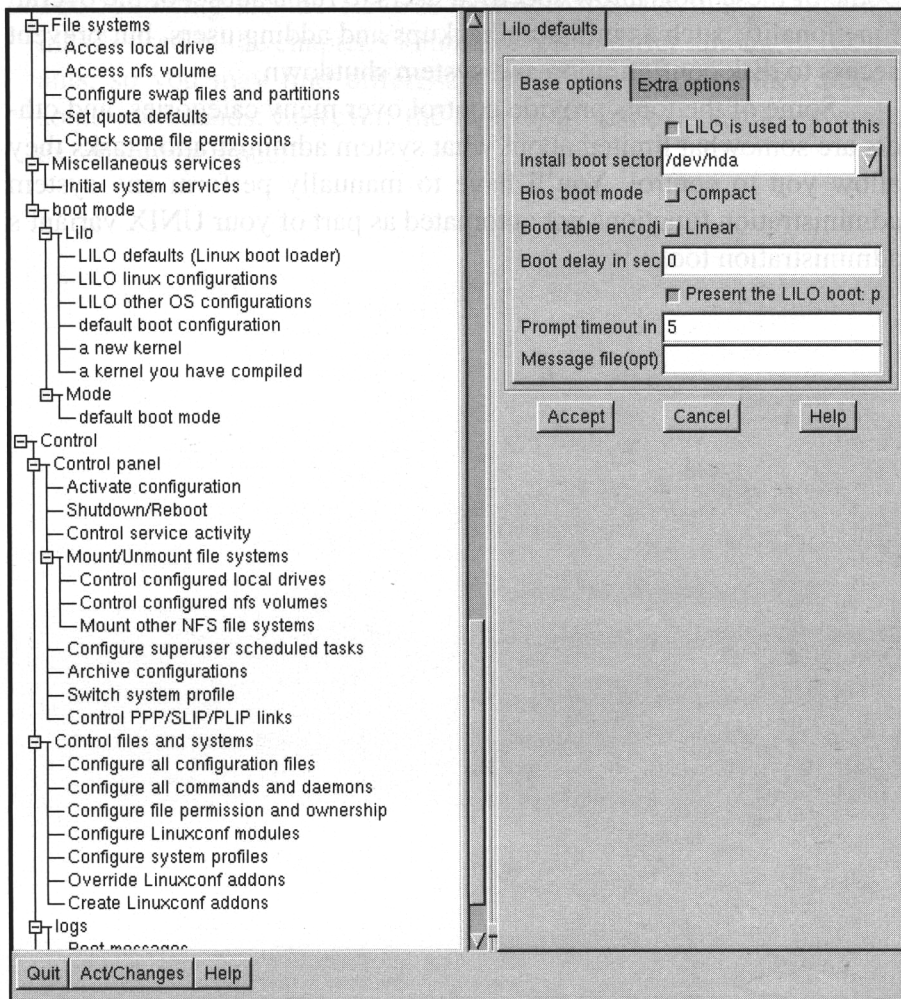 File systems
Access local drive
Access nfs volume
Configure swap files and partitions
Set quota defaults
Check some file permissions
Miscellaneous services
Initial system services
boot mode
Lilo
LILO defaults (Linux boot loader)
LILO linux configurations
LILO other OS configurations
default boot configuration
a new kernel
a kernel you have compiled
Mode
default boot mode
Control
Control panel
Activate configuration
Shutdown/Reboot
Control service activity
Mount/Unmount file systems
Control configured local drives
Control configured nfs volumes
Mount other NFS file systems
Configure superuser scheduled tasks
Archive configurations
Switch system profile
Control PPP/SLIP/PLIP links
Control files and systems
Configure all configuration files
Configure all commands and daemons
Configure file permission and ownership
Configure Linuxconf modules
Configure system profiles
Override Linuxconf addons
Create Linuxconf addons
logs
Boot messages
Quit Act/Changes Help
Lilo defaults
Base options Extra options
LILO is used to boot this
Install boot sector /dev/hda
Bios boot mode Compact
Boot table encodi Linear
Boot delay in sec 0
Present the LILO boot: p
Prompt timeout in 5
Message file(opt)
Accept Cancel Help